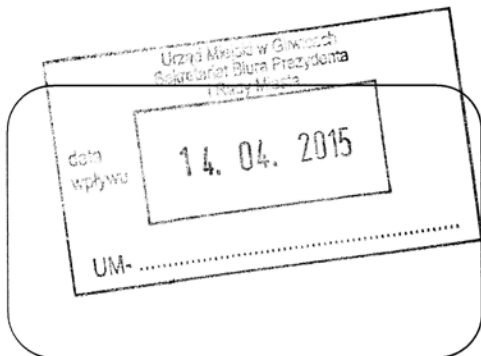 Urząd Miejski w Gliwicach
Sekretariat Biura Prezydenta
i Rady Miasta
data
wpływu
14. 04. 2015
UM- ........................................